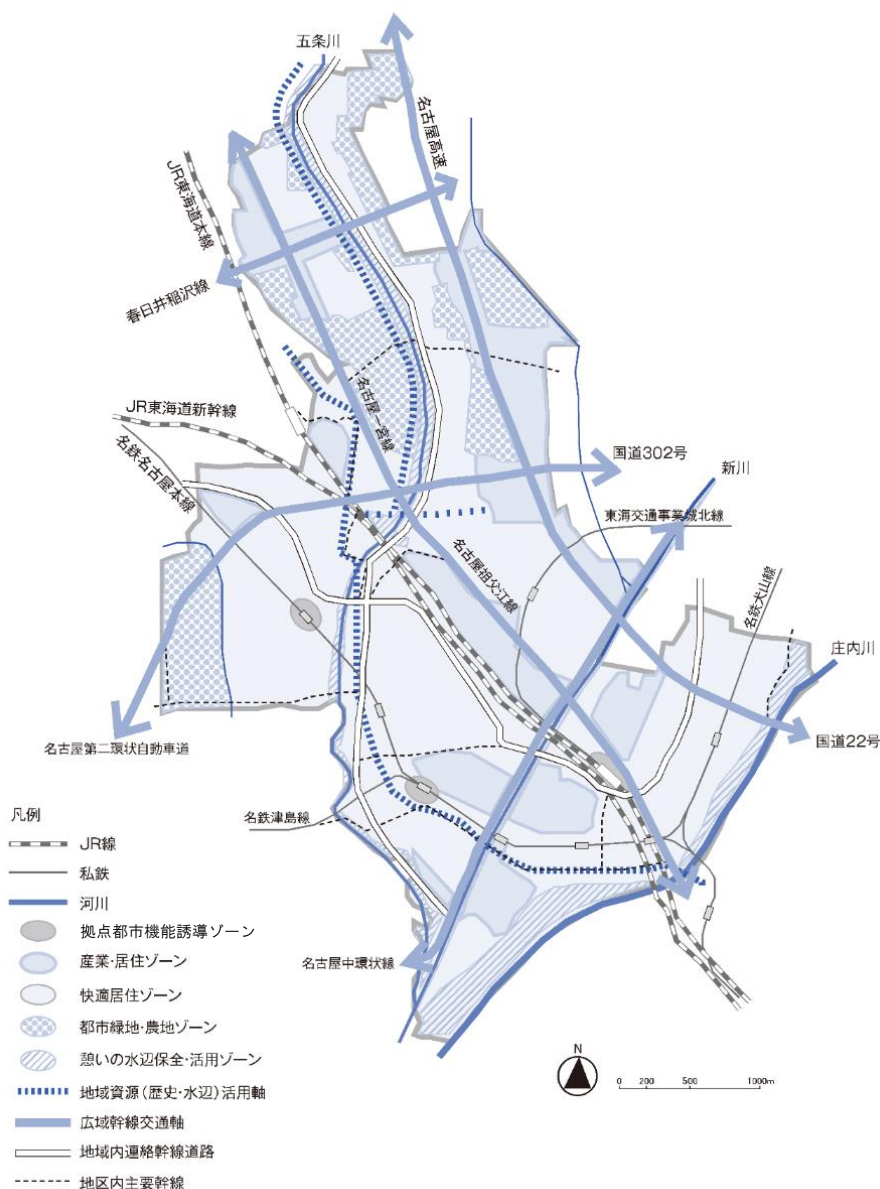 五条川
名古屋高速
JR東海道本線
春日井稲沢線
JR東海道新幹線
名鉄名古屋本線
名古屋一宮線
国道302号
新川
東海交通事業城北線
名古屋祖父江線
名鉄犬山線
庄内川
名古屋第二環状自動車道
国道22号
名鉄津島線
名古屋中環状線
凡例
JR線
私鉄
河川
拠点都市機能誘導ゾーン
産業・居住ゾーン
快適居住ゾーン
都市緑地・農地ゾーン
憩いの水辺保全・活用ゾーン
地域資源(歴史・水辺)活用軸
広域幹線交通軸
地域内連絡幹線道路
地区内主要幹線
N
0 200 500 1000m